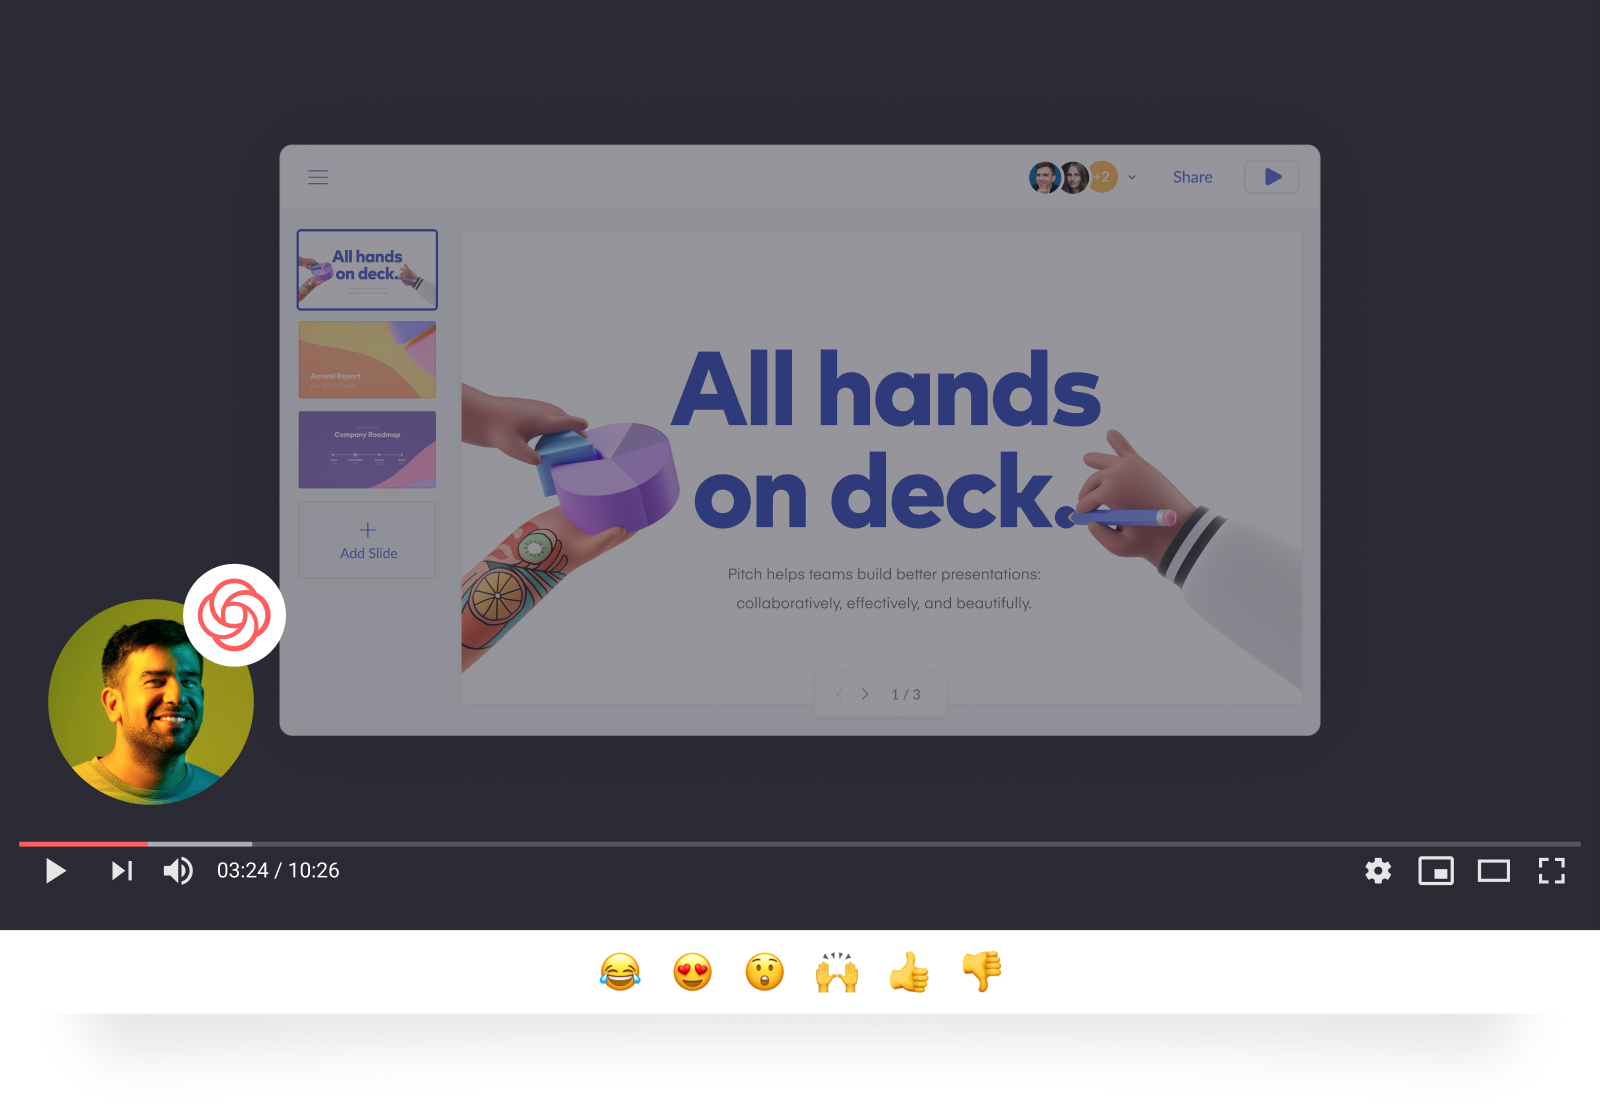 +2
Share
All hands
on deck.
Annual Report
Company Roadmap
Add Slide
All hands
on deck.
Pitch helps teams build better presentations:
collaboratively, effectively, and beautifully.
1 / 3
03:24 / 10:26